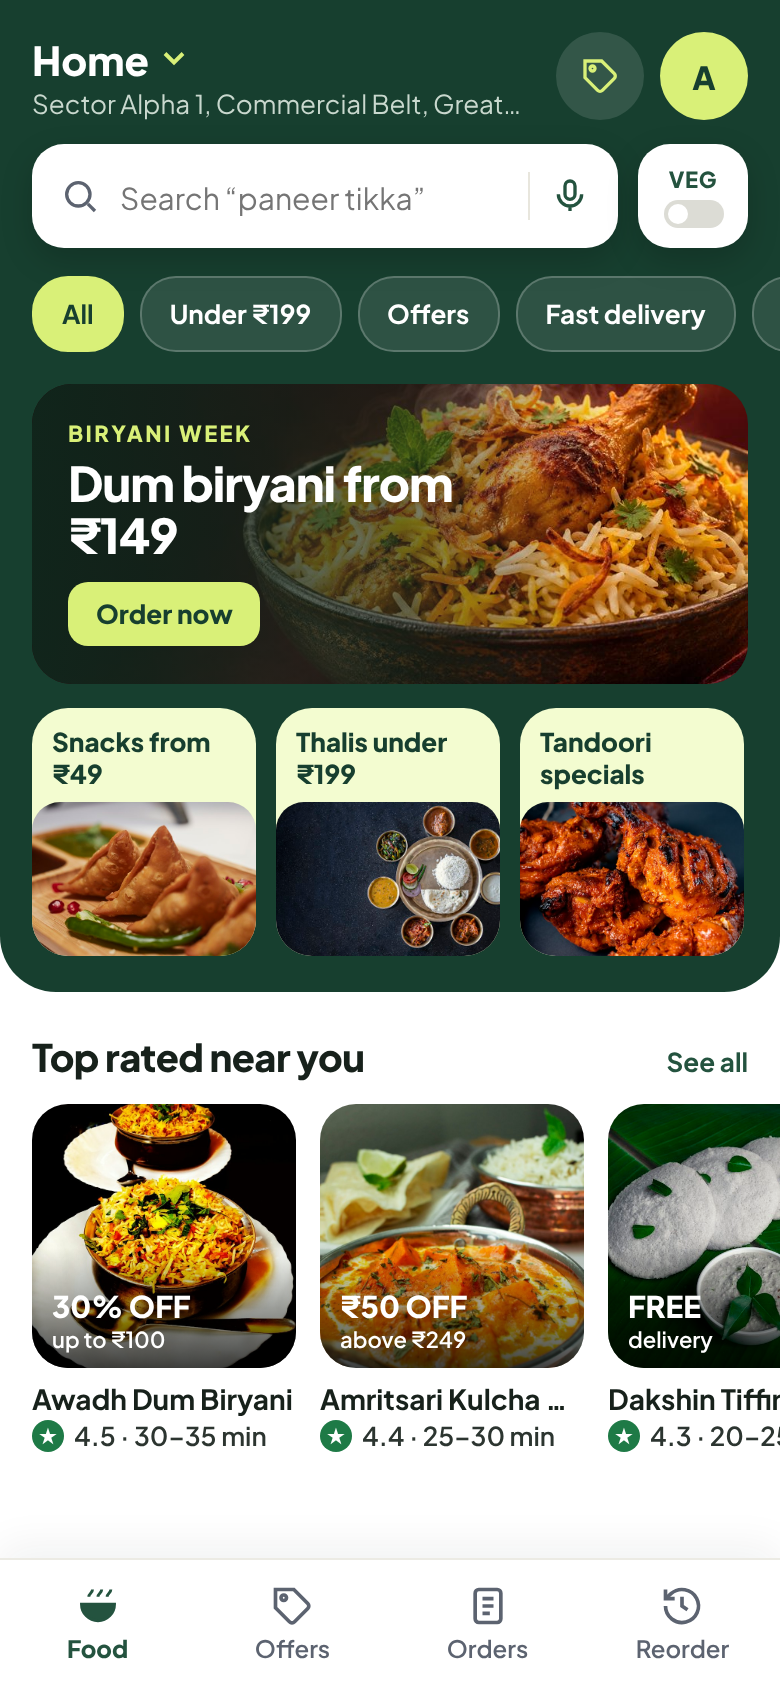 Home
Sector Alpha 1, Commercial Belt, Great...
A
Search “paneer tikka”
VEG
All
Under ₹199
Offers
Fast delivery
BIRYANI WEEK
Dum biryani from
₹149
Order now
Snacks from
₹49
Thalis under
₹199
Tandoori
specials
Top rated near you
See all
30% OFF
up to ₹100
₹50 OFF
above ₹249
FREE
delivery
Awadh Dum Biryani
Amritsari Kulcha ...
Dakshin
4.5 · 30–35 min
4.4 · 25–30 min
4.3 · 20–25
Food
Offers
Orders
Reorder